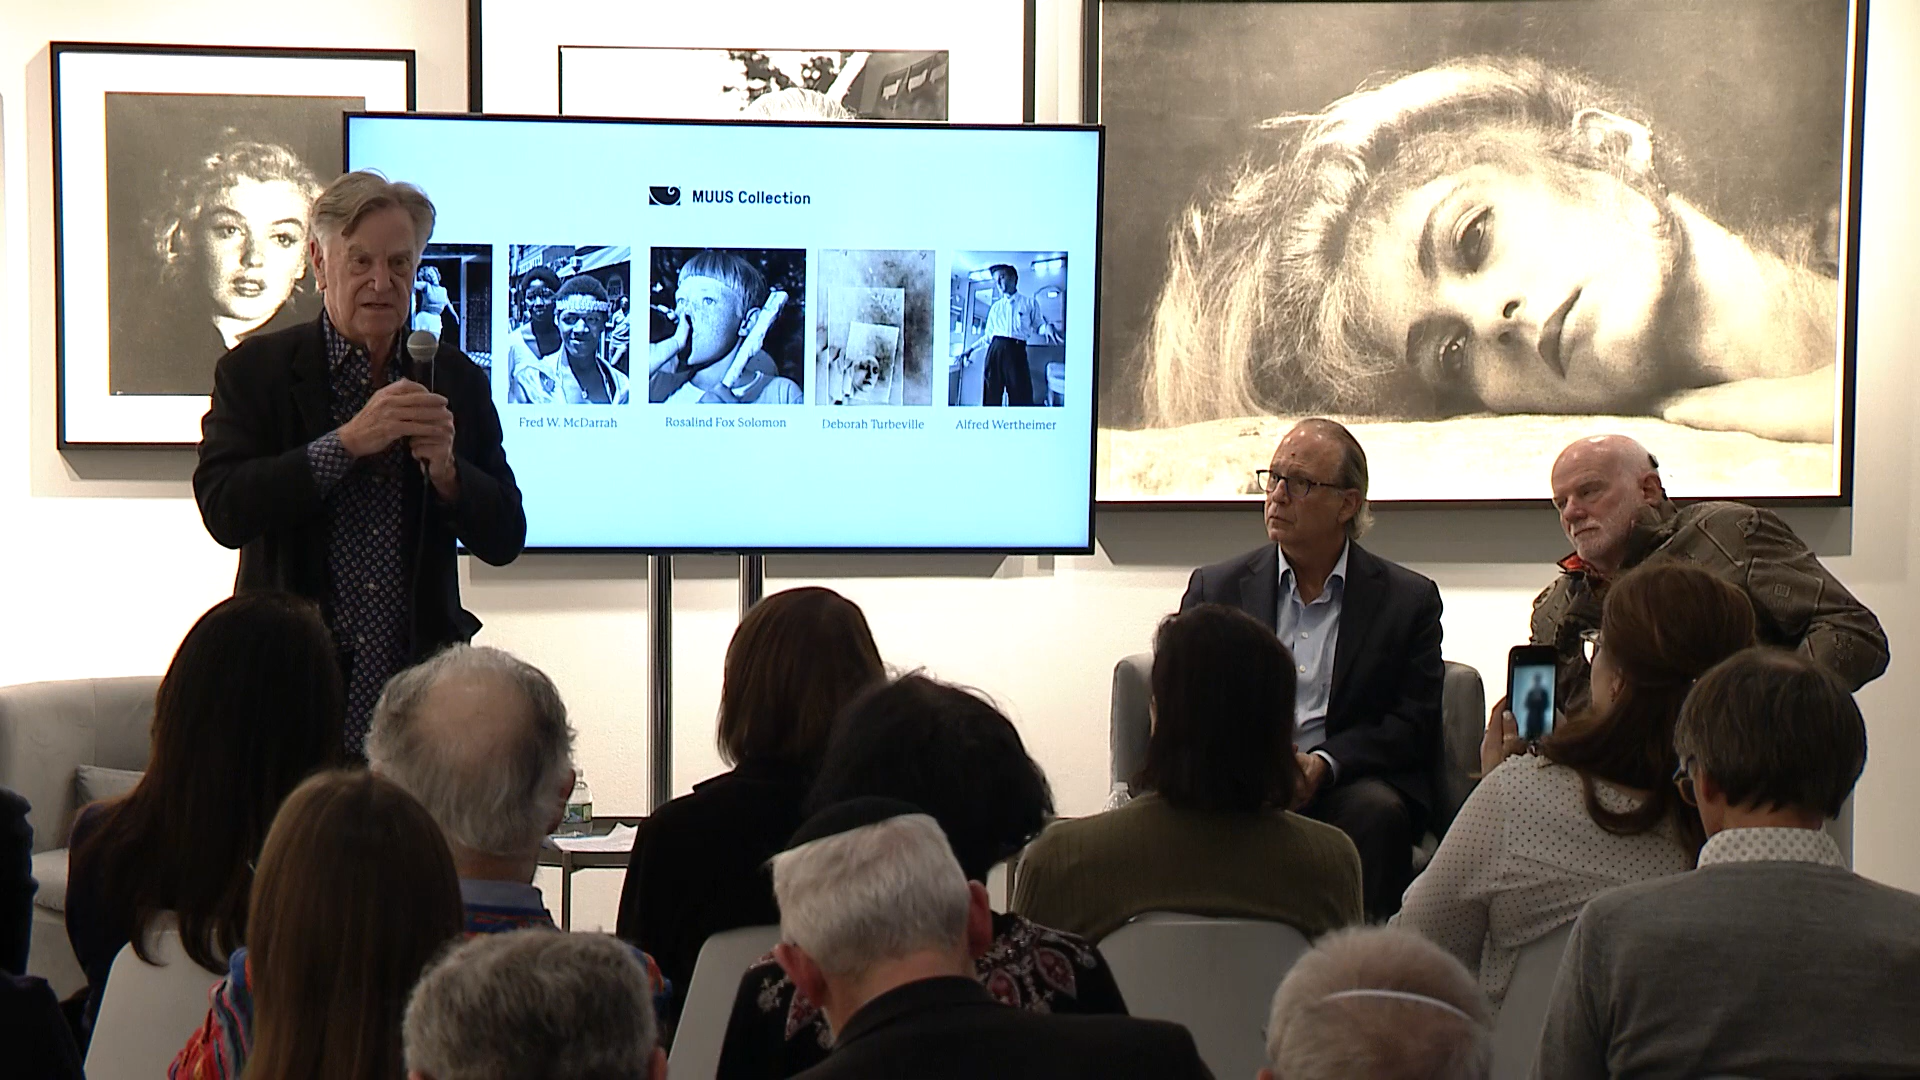 MUUS Collection
Fred W. McDarrah
Rosalind Fox Solomon
Deborah Turbeville
Alfred Wertheimer